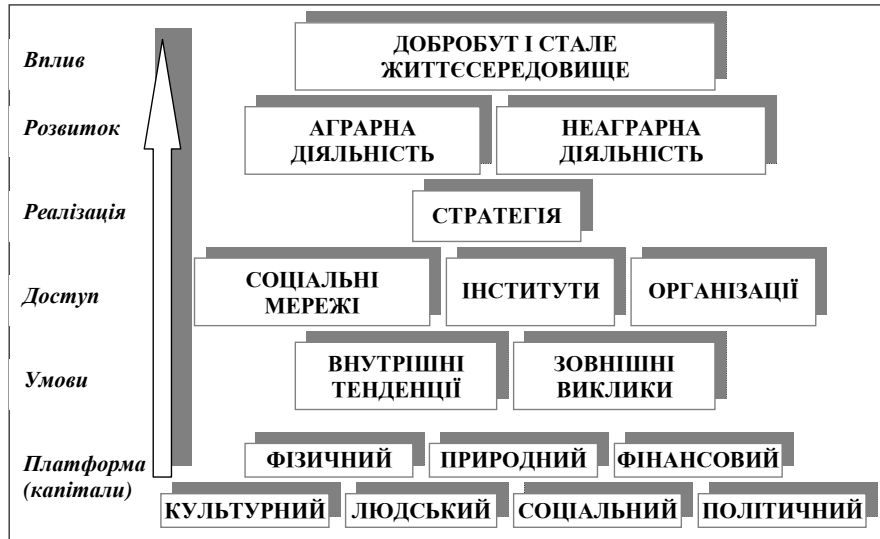 Вплив
ДОБРОБУТ І СТАЛЕ
ЖИТТЄСЕРЕДОВИЩЕ
Розвиток
АГРАРНА
ДІЯЛЬНІСТЬ
НЕАГРАРНА
ДІЯЛЬНІСТЬ
Реалізація
СТРАТЕГІЯ
Доступ
СОЦІАЛЬНІ
МЕРЕЖІ
ІНСТИТУТИ
ОРГАНІЗАЦІЇ
Умови
ВНУТРІШНІ
ТЕНДЕНЦІЇ
ЗОВНІШНІ
ВИКЛИКИ
Платформа
(капітали)
ФІЗИЧНИЙ
ПРИРОДНИЙ
ФІНАНСОВИЙ
КУЛЬТУРНИЙ
ЛЮДСЬКИЙ
СОЦІАЛЬНИЙ
ПОЛІТИЧНИЙ